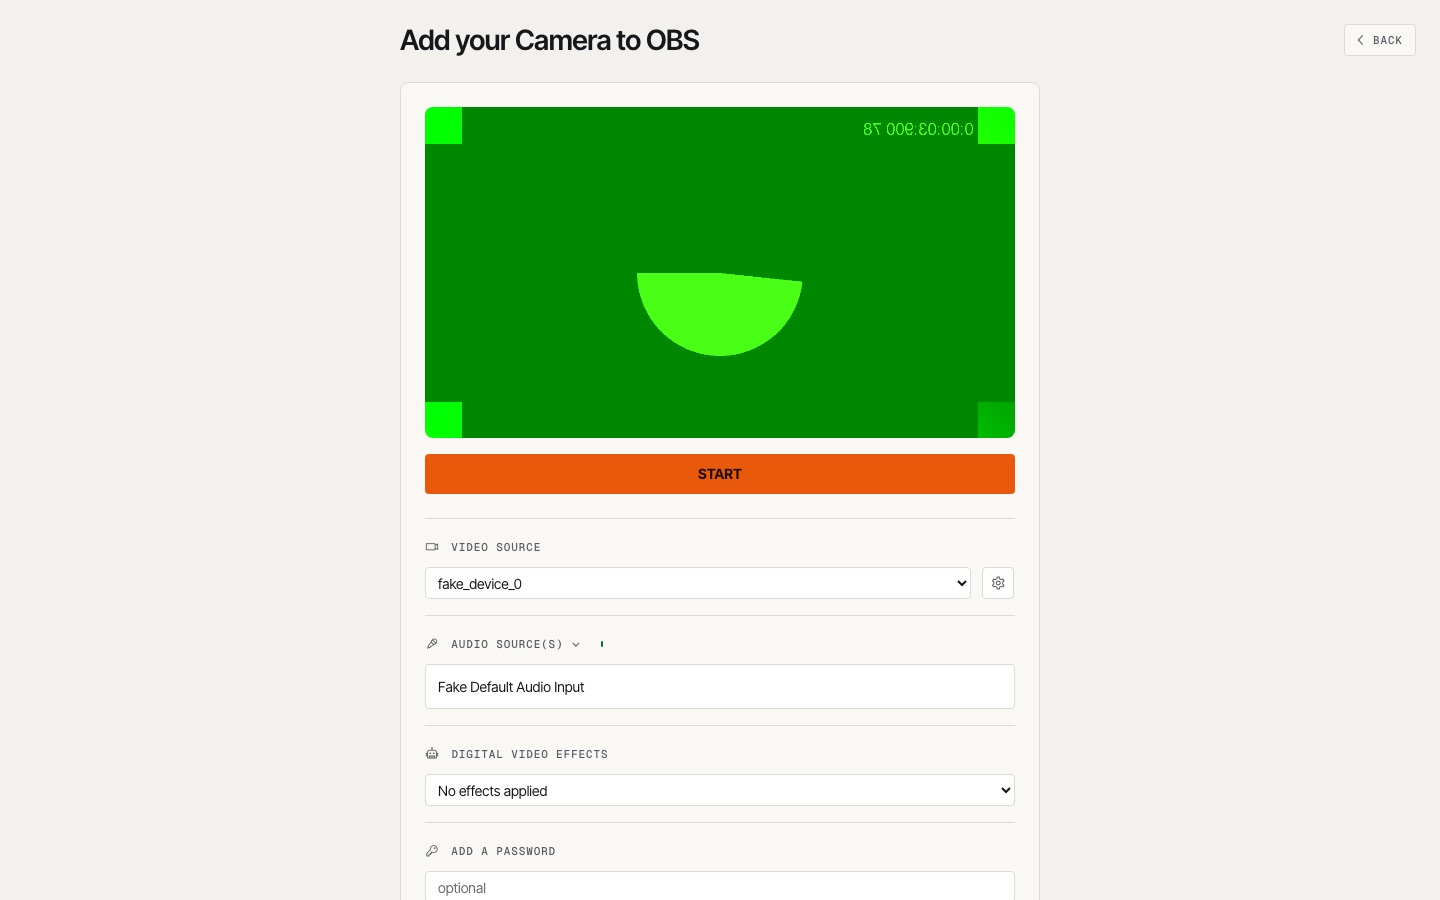 Add your Camera to OBS
BACK
0:00:03:900 78
START
VIDEO SOURCE
fake_device_0
AUDIO SOURCE(S)
Fake Default Audio Input
DIGITAL VIDEO EFFECTS
No effects applied
ADD A PASSWORD
optional